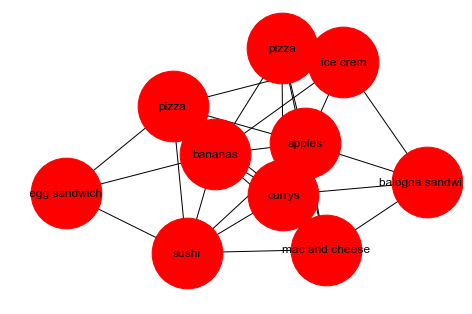 pizza
ice crem
pizza
apples
bananas
balogna sandwi
egg sandwich
currys
mac and cheese
sushi